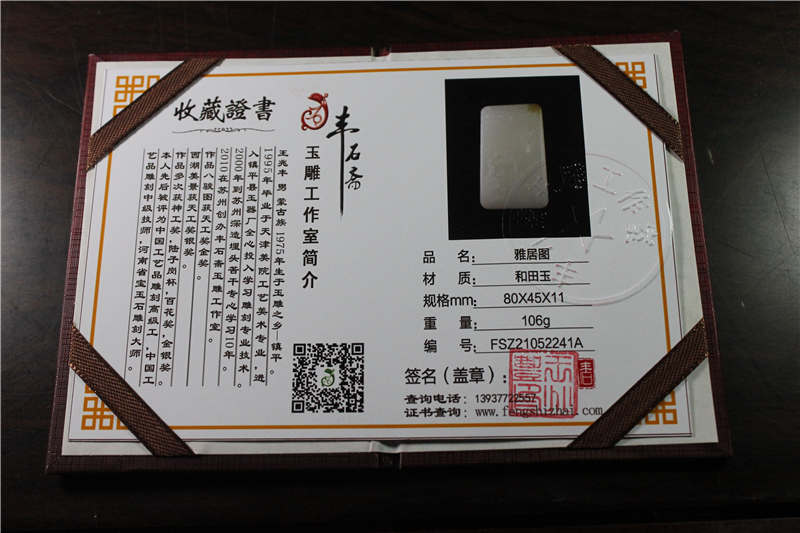 收藏證書
丰石斋
玉雕工作室简介
王兆丰 男 蒙古族 1975年生于玉雕之乡—镇平。
1995年毕业于天津美院工艺美术专业，进
入镇平县玉器厂全心投入学习雕刻专业技术。
2000年到苏州深造埋头苦干专心学习10年。
2010在苏州创办丰石斋玉雕工作室。
作品八骏图获天工奖金奖。
西湖美景获天工奖银奖。
作品多次获神工奖，陆子岗杯，百花奖，金银奖。
本人先后被评为中国工艺品雕刻高级工，中国工
艺品雕刻中级技师，河南省宝玉石雕刻大师。
品 名： 雅居图
材 质： 和田玉
规格mm： 80X45X11
重 量： 106g
编 号： FSZ21052241A
签名（盖章）：
查询电话：13937722557
证书查询：www.fengshizhai.com